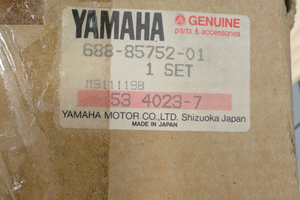 YAMAHA GENUINE
parts & accessories
688-85752-01
1 SET
M9111198
53 4023-7
YAMAHA MOTOR CO., LTD. Shizuoka Japan
MADE IN JAPAN